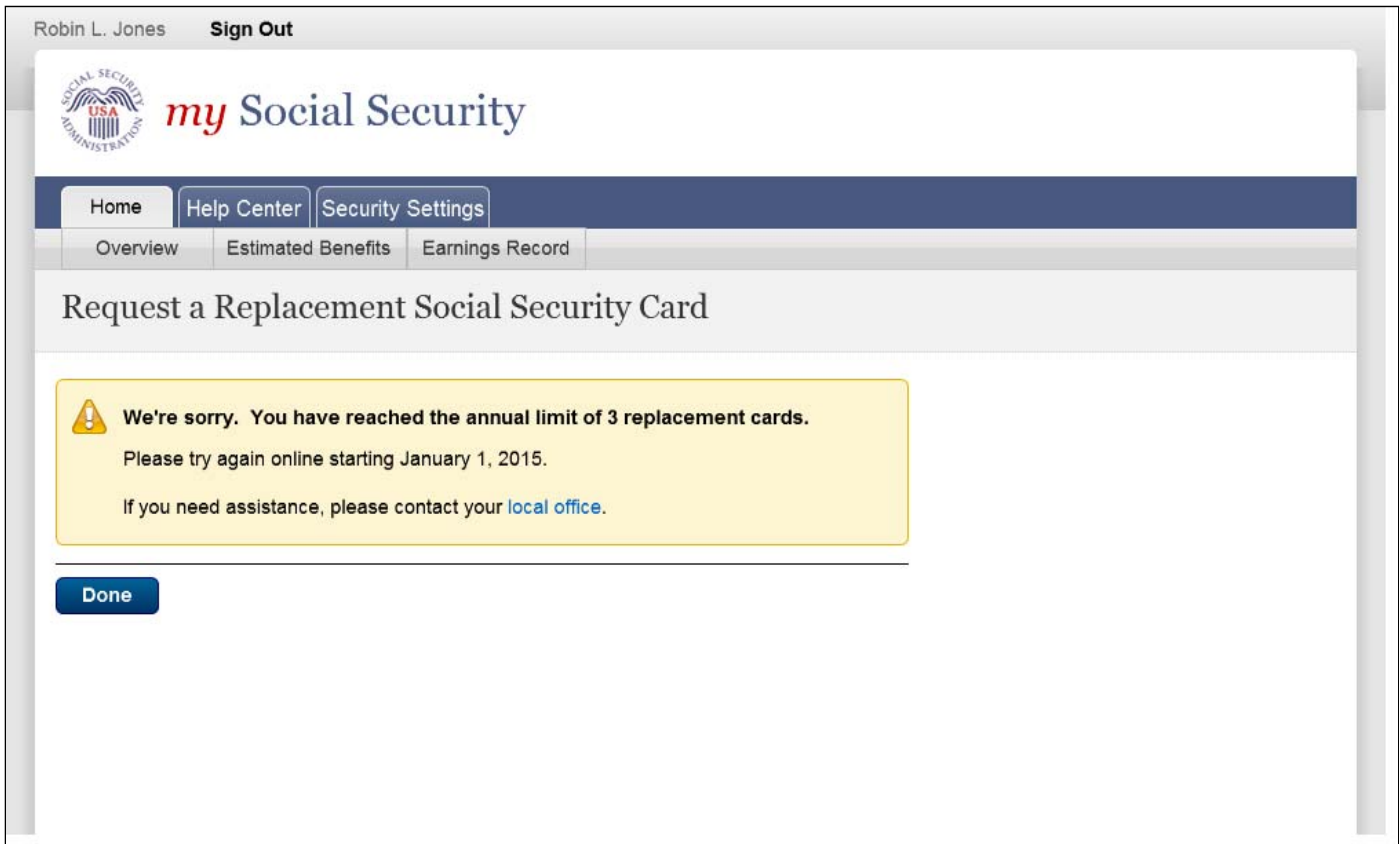 Robin L. Jones Sign Out
SOCIAL SECURITY ADMINISTRATION
USA
my Social Security
Home Help Center Security Settings
Overview Estimated Benefits Earnings Record
Request a Replacement Social Security Card
We're sorry.  You have reached the annual limit of 3 replacement cards.
Please try again online starting January 1, 2015.
If you need assistance, please contact your local office.
Done